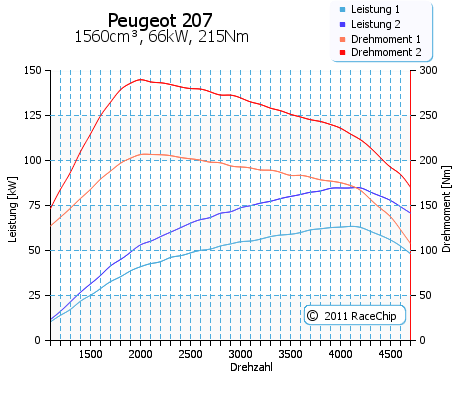 Peugeot 207
1560cm³, 66kW, 215Nm
Leistung 1
Leistung 2
Drehmoment 1
Drehmoment 2
150
125
100
75
50
25
0
Leistung [kW]
300
250
200
150
100
50
0
Drehmoment [Nm]
1500 2000 2500 3000 3500 4000 4500
Drehzahl
© 2011 RaceChip